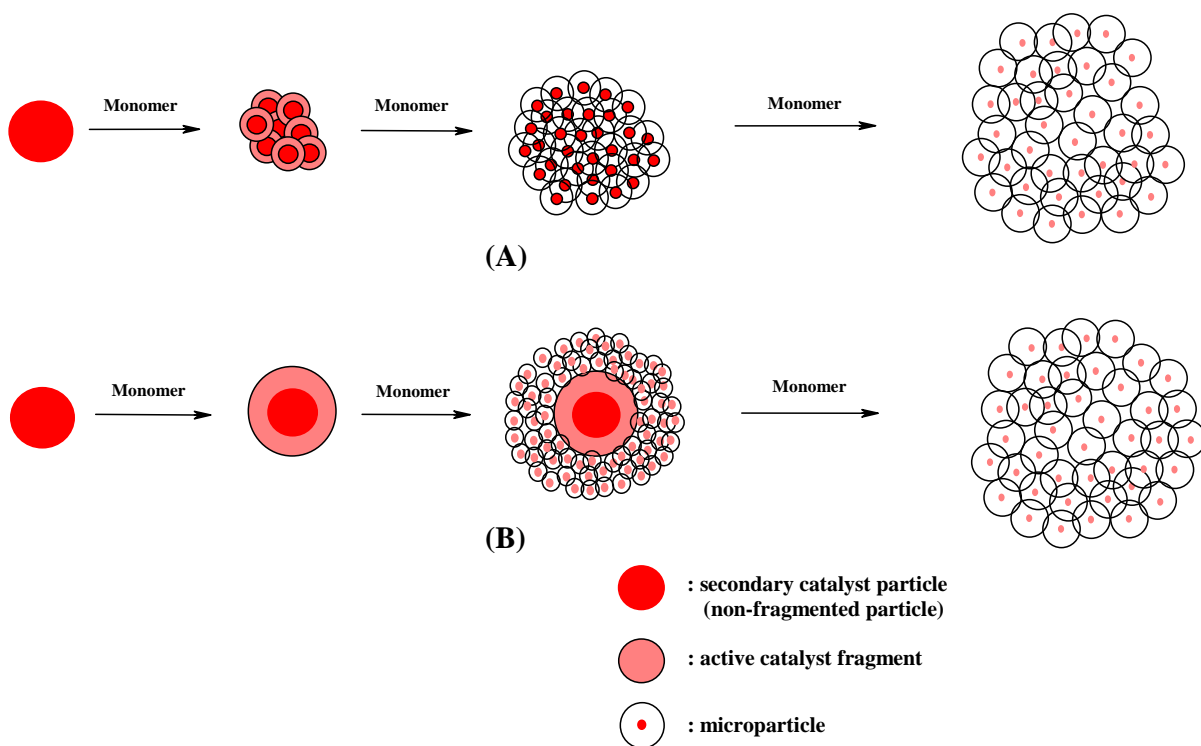 Monomer
Monomer
Monomer
(A)
Monomer
Monomer
Monomer
(B)
: secondary catalyst particle
(non-fragmented particle)
: active catalyst fragment
: microparticle